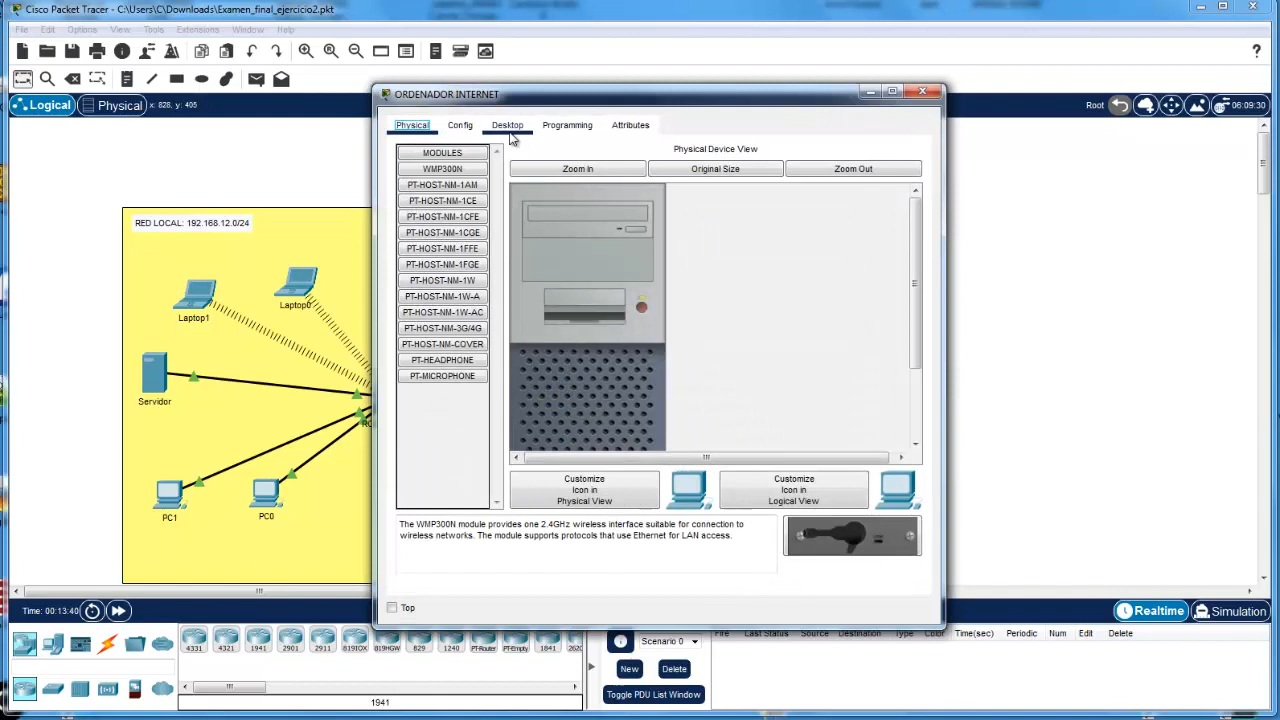 Cisco Packet Tracer - C:\Users\C\Downloads\Examen_final_ejercicio2.pkt
File Edit Options View Tools Extensions Window Help
Logical Physical x: 828, y: 405
Root 06:09:30
ORDENADOR INTERNET
Physical Config Desktop Programming Attributes
MODULES
WMP300N
PT-HOST-NM-1AM
PT-HOST-NM-1CE
PT-HOST-NM-1CFE
PT-HOST-NM-1CGE
PT-HOST-NM-1FFE
PT-HOST-NM-1FGE
PT-HOST-NM-1W
PT-HOST-NM-1W-A
PT-HOST-NM-1W-AC
PT-HOST-NM-3G/4G
PT-HOST-NM-COVER
PT-HEADPHONE
PT-MICROPHONE
Physical Device View
Zoom In Original Size Zoom Out
Customize
Icon in
Physical View
Customize
Icon in
Logical View
The WMP300N module provides one 2.4GHz wireless interface suitable for connection to
wireless networks. The module supports protocols that use Ethernet for LAN access.
Top
RED LOCAL: 192.168.12.0/24
Laptop1
Laptop0
Servidor
PC1
PC0
Time: 00:13:40
Realtime Simulation
4331 4321 1941 2901 2911 819IOX 819HGW 829 1240 PT-Router PT-Empty 1841 2620
1941
Scenario 0
New Delete
Toggle PDU List Window
Fire Last Status Source Destination Type Color Time(sec) Periodic Num Edit Delete